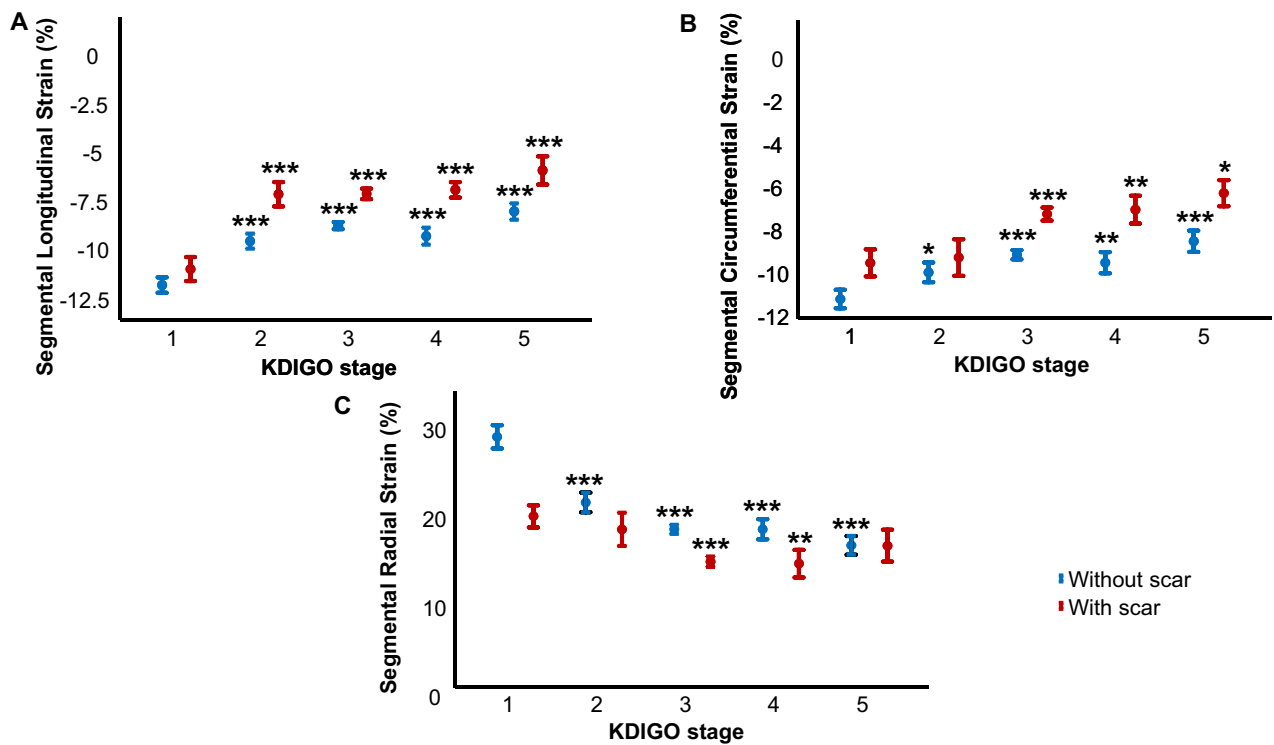 A
Segmental Longitudinal Strain (%)
0
-2.5
-5
-7.5
-10
-12.5
*** *** *** ***
*** *** *** ***
1 2 3 4 5
KDIGO stage
B
Segmental Circumferential Strain (%)
0
-2
-4
-6
-8
-10
-12
*** ** *
* *** ** ***
1 2 3 4 5
KDIGO stage
C
Segmental Radial Strain (%)
30
20
10
0
*** *** *** ***
*** **
1 2 3 4 5
KDIGO stage
Without scar
With scar